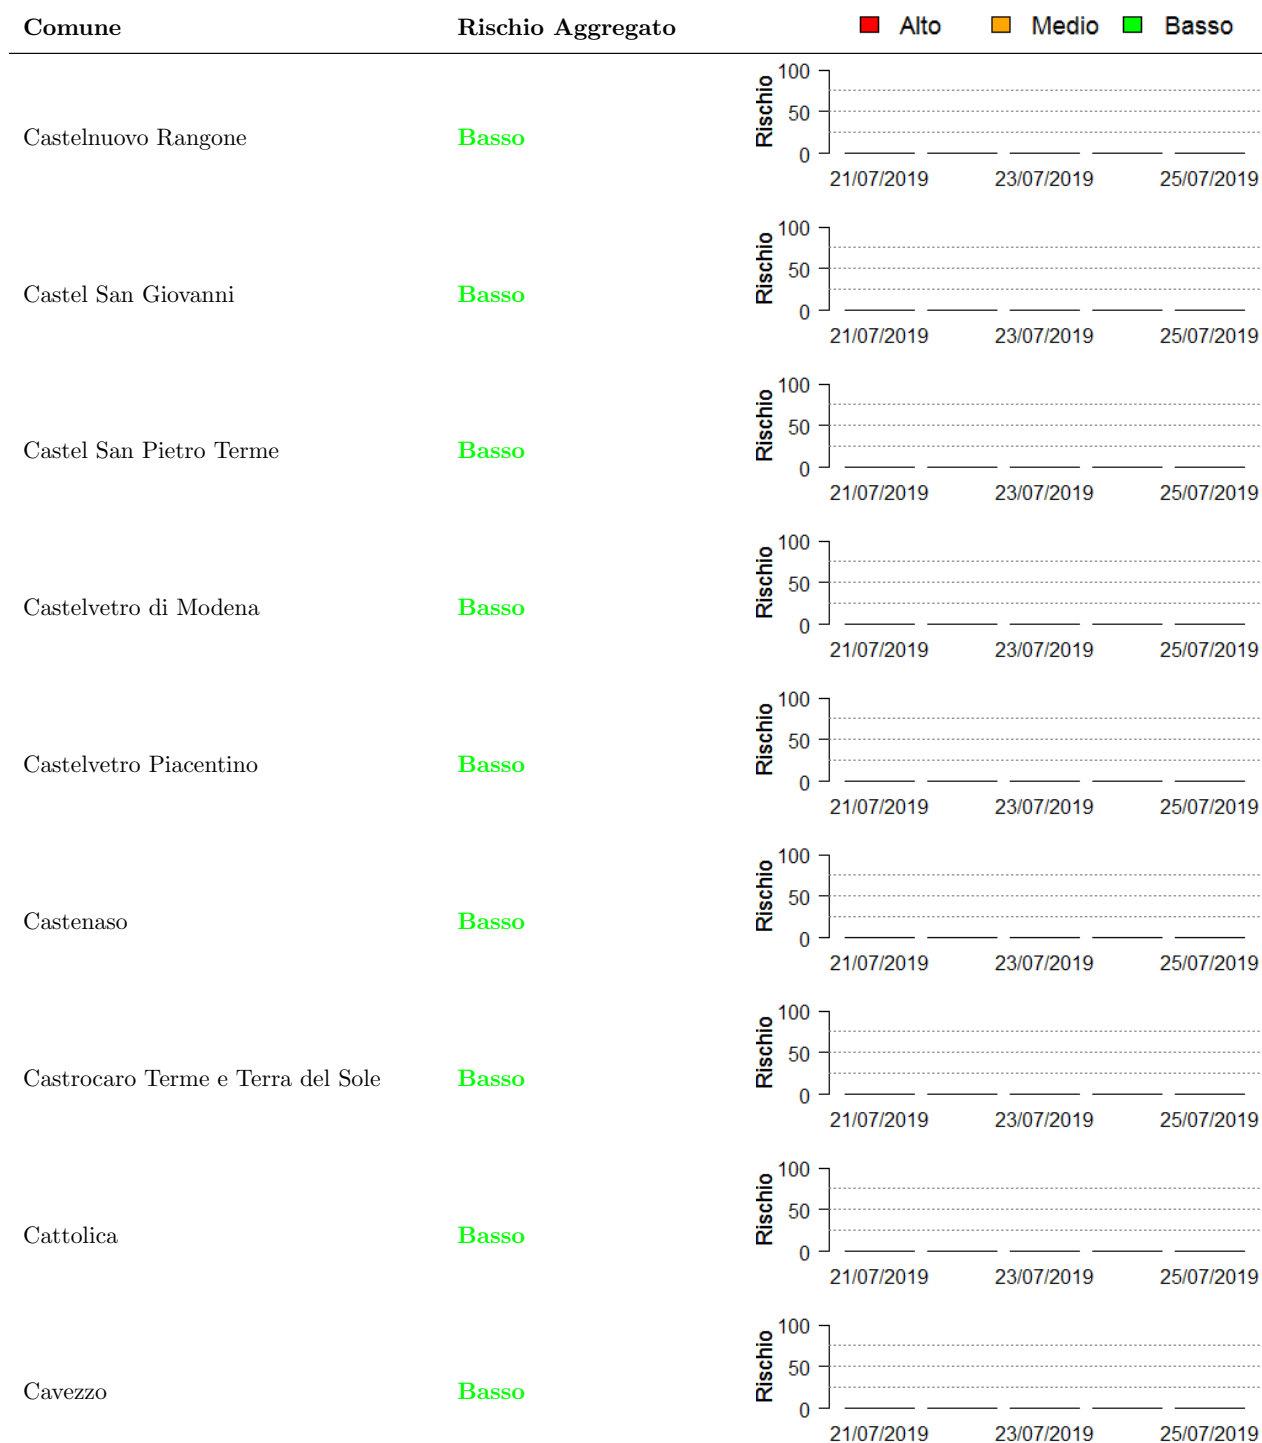 Comune Rischio Aggregato Alto Medio Basso
100
50
0
Rischio
Castelnuovo Rangone Basso
21/07/2019 23/07/2019 25/07/2019
100
50
0
Rischio
Castel San Giovanni Basso
21/07/2019 23/07/2019 25/07/2019
100
50
0
Rischio
Castel San Pietro Terme Basso
21/07/2019 23/07/2019 25/07/2019
100
50
0
Rischio
Castelvetro di Modena Basso
21/07/2019 23/07/2019 25/07/2019
100
50
0
Rischio
Castelvetro Piacentino Basso
21/07/2019 23/07/2019 25/07/2019
100
50
0
Rischio
Castenaso Basso
21/07/2019 23/07/2019 25/07/2019
100
50
0
Rischio
Castrocaro Terme e Terra del Sole Basso
21/07/2019 23/07/2019 25/07/2019
100
50
0
Rischio
Cattolica Basso
21/07/2019 23/07/2019 25/07/2019
100
50
0
Rischio
Cavezzo Basso
21/07/2019 23/07/2019 25/07/2019